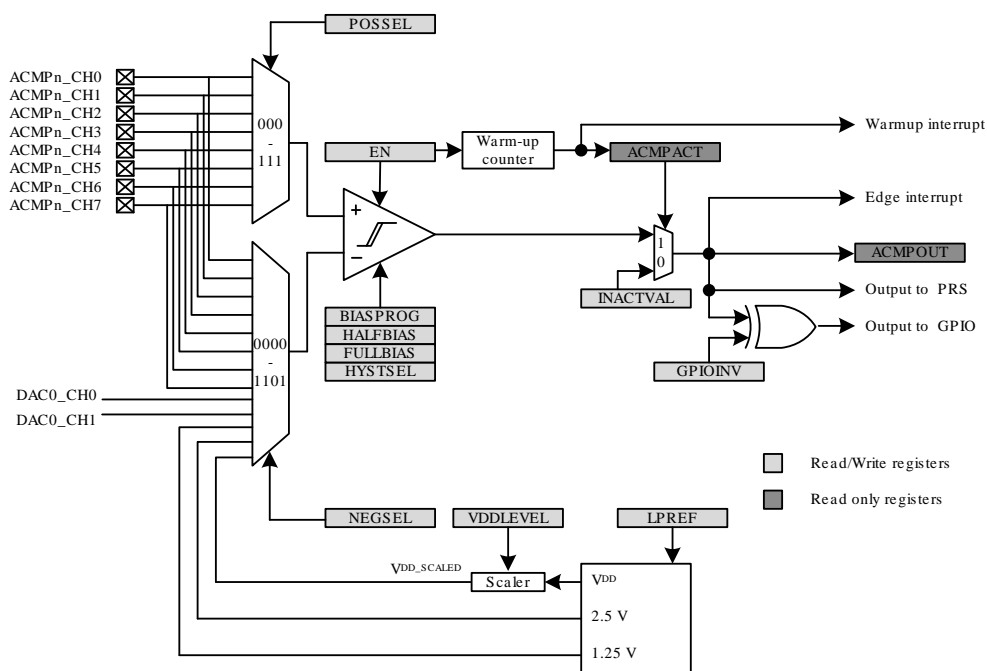 POSSEL
ACMPn_CH0
ACMPn_CH1
ACMPn_CH2
ACMPn_CH3
ACMPn_CH4
ACMPn_CH5
ACMPn_CH6
ACMPn_CH7
000
-
111
EN
Warm-up
counter
ACMPACT
Warmup interrupt
Edge interrupt
+
−
1
0
ACMPOUT
INACTVAL
Output to PRS
Output to GPIO
BIASPROG
HALFBIAS
FULLBIAS
HYSTSEL
GPIOINV
0000
-
1101
DAC0_CH0
DAC0_CH1
Read/Write registers
Read only registers
NEGSEL
VDDLEVEL
LPREF
VDD_SCALED
Scaler
VDD
2.5 V
1.25 V